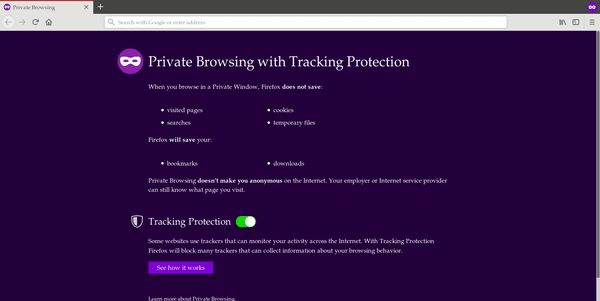 Private Browsing
Search with Google or enter address
Private Browsing with Tracking Protection
When you browse in a Private Window, Firefox does not save:
visited pages
cookies
searches
temporary files
Firefox will save your:
bookmarks
downloads
Private Browsing doesn't make you anonymous on the Internet. Your employer or Internet service provider
can still know what page you visit.
Tracking Protection
Some websites use trackers that can monitor your activity across the Internet. With Tracking Protection
Firefox will block many trackers that can collect information about your browsing behavior.
See how it works
Learn more about Private Browsing.